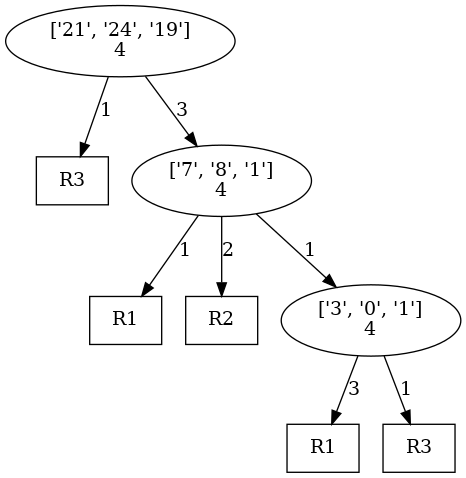 ['21', '24', '19']
4
1
3
R3
['7', '8', '1']
4
1
2
1
R1
R2
['3', '0', '1']
4
3
1
R1
R3